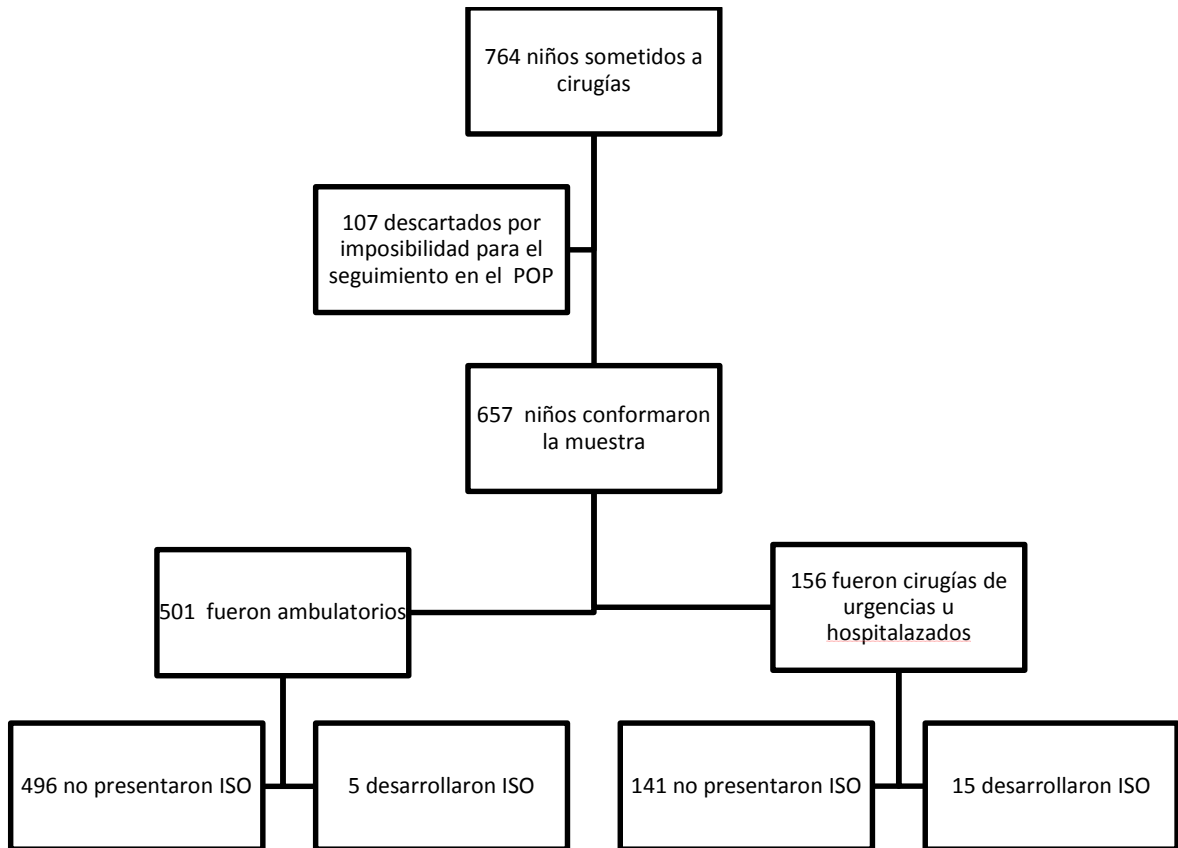 764 niños sometidos a
cirugías
107 descartados por
imposibilidad para el
seguimiento en el POP
657 niños conformaron
la muestra
501 fueron ambulatorios
156 fueron cirugías de
urgencias u
hospitalazados
496 no presentaron ISO
5 desarrollaron ISO
141 no presentaron ISO
15 desarrollaron ISO